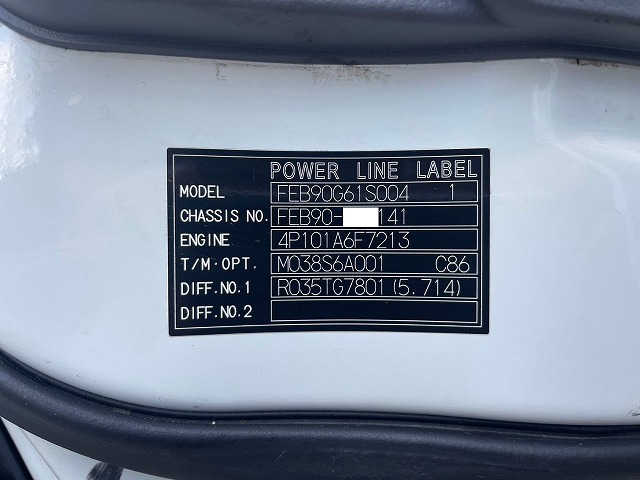 POWER LINE LABEL
MODEL FEB90G61S004 1
CHASSIS NO. FEB90- 141
ENGINE 4P101A6F7213
T/M·OPT. M038S6A001 C86
DIFF.NO.1 R035TG7801(5.714)
DIFF.NO.2